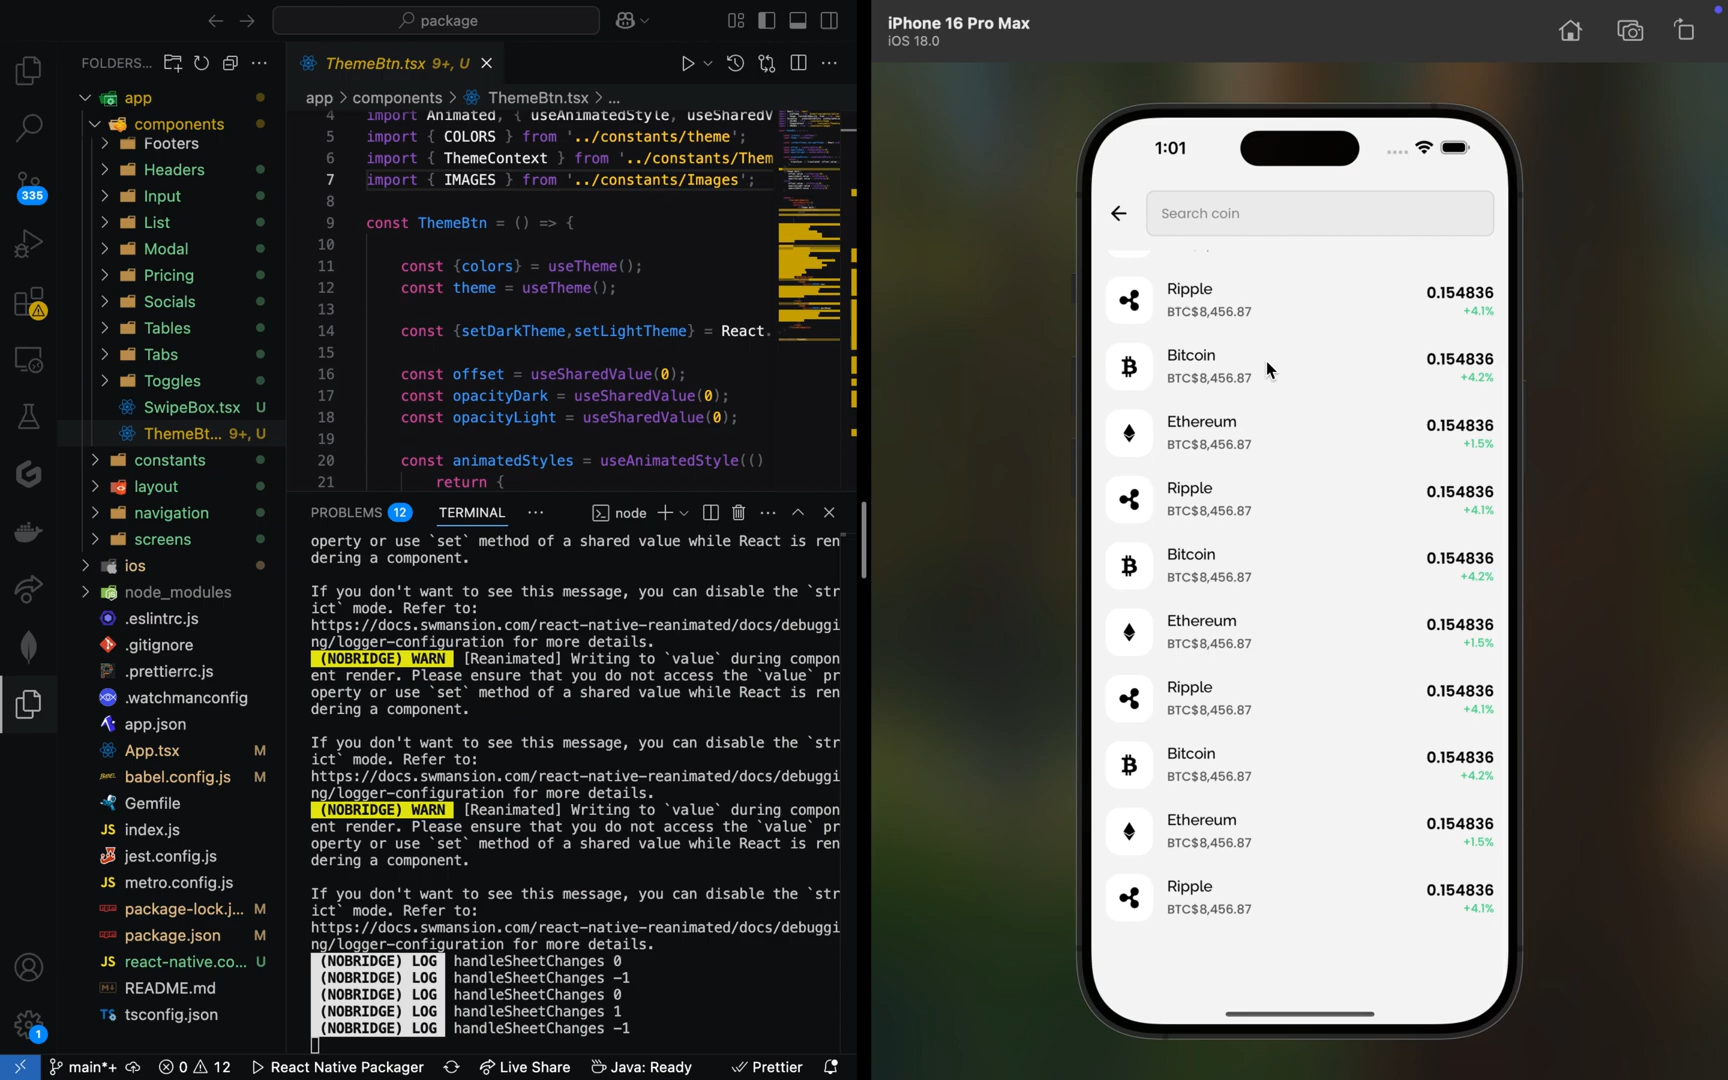 package
FOLDERS...
app
components
Footers
Headers
Input
List
Modal
Pricing
Socials
Tables
Tabs
Toggles
SwipeBox.tsx U
ThemeBt... 9+, U
constants
layout
navigation
screens
ios
node_modules
.eslintrc.js
.gitignore
.prettierrc.js
.watchmanconfig
app.json
App.tsx M
babel.config.js M
Gemfile
index.js
jest.config.js
metro.config.js
package-lock.j... M
package.json M
react-native.co... U
README.md
tsconfig.json
335
1
ThemeBtn.tsx 9+, U
app > components > ThemeBtn.tsx > ...
4 import Animated, { useAnimatedStyle, useSharedV
5 import { COLORS } from '../constants/theme';
6 import { ThemeContext } from '../constants/Them
7 import { IMAGES } from '../constants/Images';
8
9 const ThemeBtn = () => {
10
11 const {colors} = useTheme();
12 const theme = useTheme();
13
14 const {setDarkTheme,setLightTheme} = React.
15
16 const offset = useSharedValue(0);
17 const opacityDark = useSharedValue(0);
18 const opacityLight = useSharedValue(0);
19
20 const animatedStyles = useAnimatedStyle(()
21 return {
PROBLEMS 12 TERMINAL ... node
operty or use `set` method of a shared value while React is ren
dering a component.
If you don't want to see this message, you can disable the `str
ict` mode. Refer to:
https://docs.swmansion.com/react-native-reanimated/docs/debuggi
ng/logger-configuration for more details.
(NOBRIDGE) WARN [Reanimated] Writing to `value` during compon
ent render. Please ensure that you do not access the `value` pr
operty or use `set` method of a shared value while React is ren
dering a component.
If you don't want to see this message, you can disable the `str
ict` mode. Refer to:
https://docs.swmansion.com/react-native-reanimated/docs/debuggi
ng/logger-configuration for more details.
(NOBRIDGE) WARN [Reanimated] Writing to `value` during compon
ent render. Please ensure that you do not access the `value` pr
operty or use `set` method of a shared value while React is ren
dering a component.
If you don't want to see this message, you can disable the `str
ict` mode. Refer to:
https://docs.swmansion.com/react-native-reanimated/docs/debuggi
ng/logger-configuration for more details.
(NOBRIDGE) LOG handleSheetChanges 0
(NOBRIDGE) LOG handleSheetChanges -1
(NOBRIDGE) LOG handleSheetChanges 0
(NOBRIDGE) LOG handleSheetChanges 1
(NOBRIDGE) LOG handleSheetChanges -1
main*+ 0 12 React Native Packager Live Share Java: Ready Prettier
iPhone 16 Pro Max
iOS 18.0
1:01
Search coin
Ripple 0.154836
BTC$8,456.87 +4.1%
Bitcoin 0.154836
BTC$8,456.87 +4.2%
Ethereum 0.154836
BTC$8,456.87 +1.5%
Ripple 0.154836
BTC$8,456.87 +4.1%
Bitcoin 0.154836
BTC$8,456.87 +4.2%
Ethereum 0.154836
BTC$8,456.87 +1.5%
Ripple 0.154836
BTC$8,456.87 +4.1%
Bitcoin 0.154836
BTC$8,456.87 +4.2%
Ethereum 0.154836
BTC$8,456.87 +1.5%
Ripple 0.154836
BTC$8,456.87 +4.1%